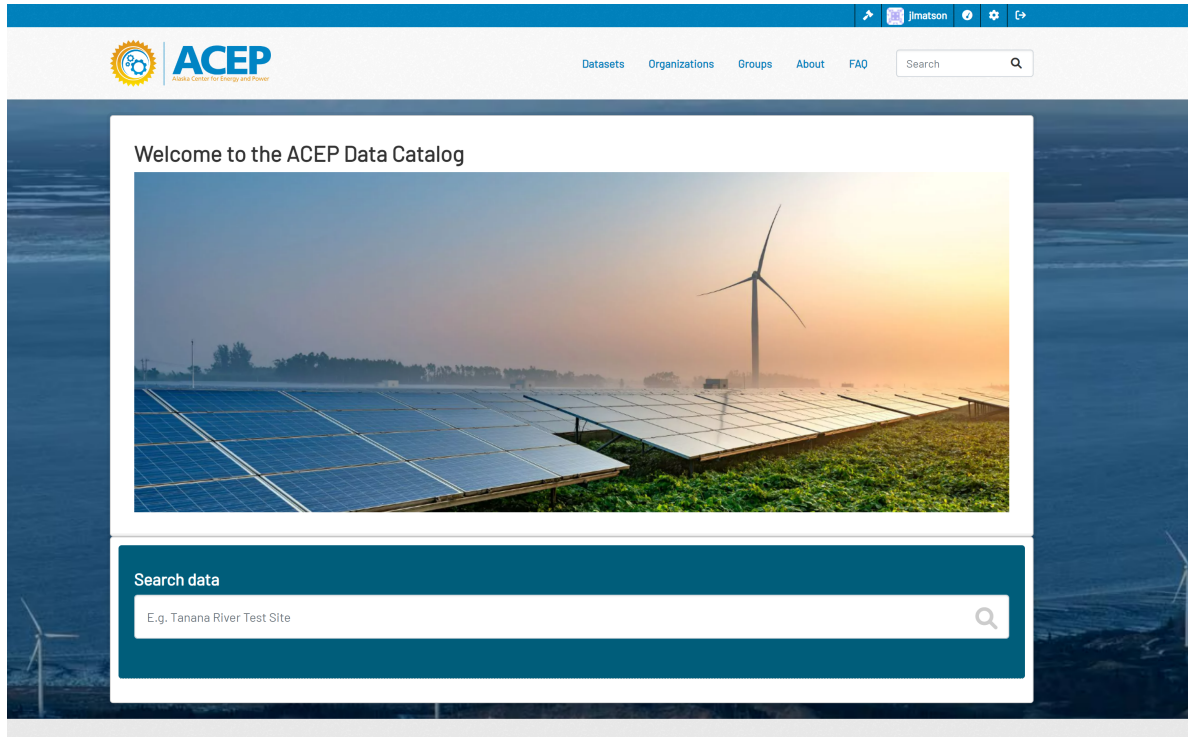 jlmatson
ACEP
Alaska Center for Energy and Power
Datasets Organizations Groups About FAQ Search
Welcome to the ACEP Data Catalog
Search data
E.g. Tanana River Test Site